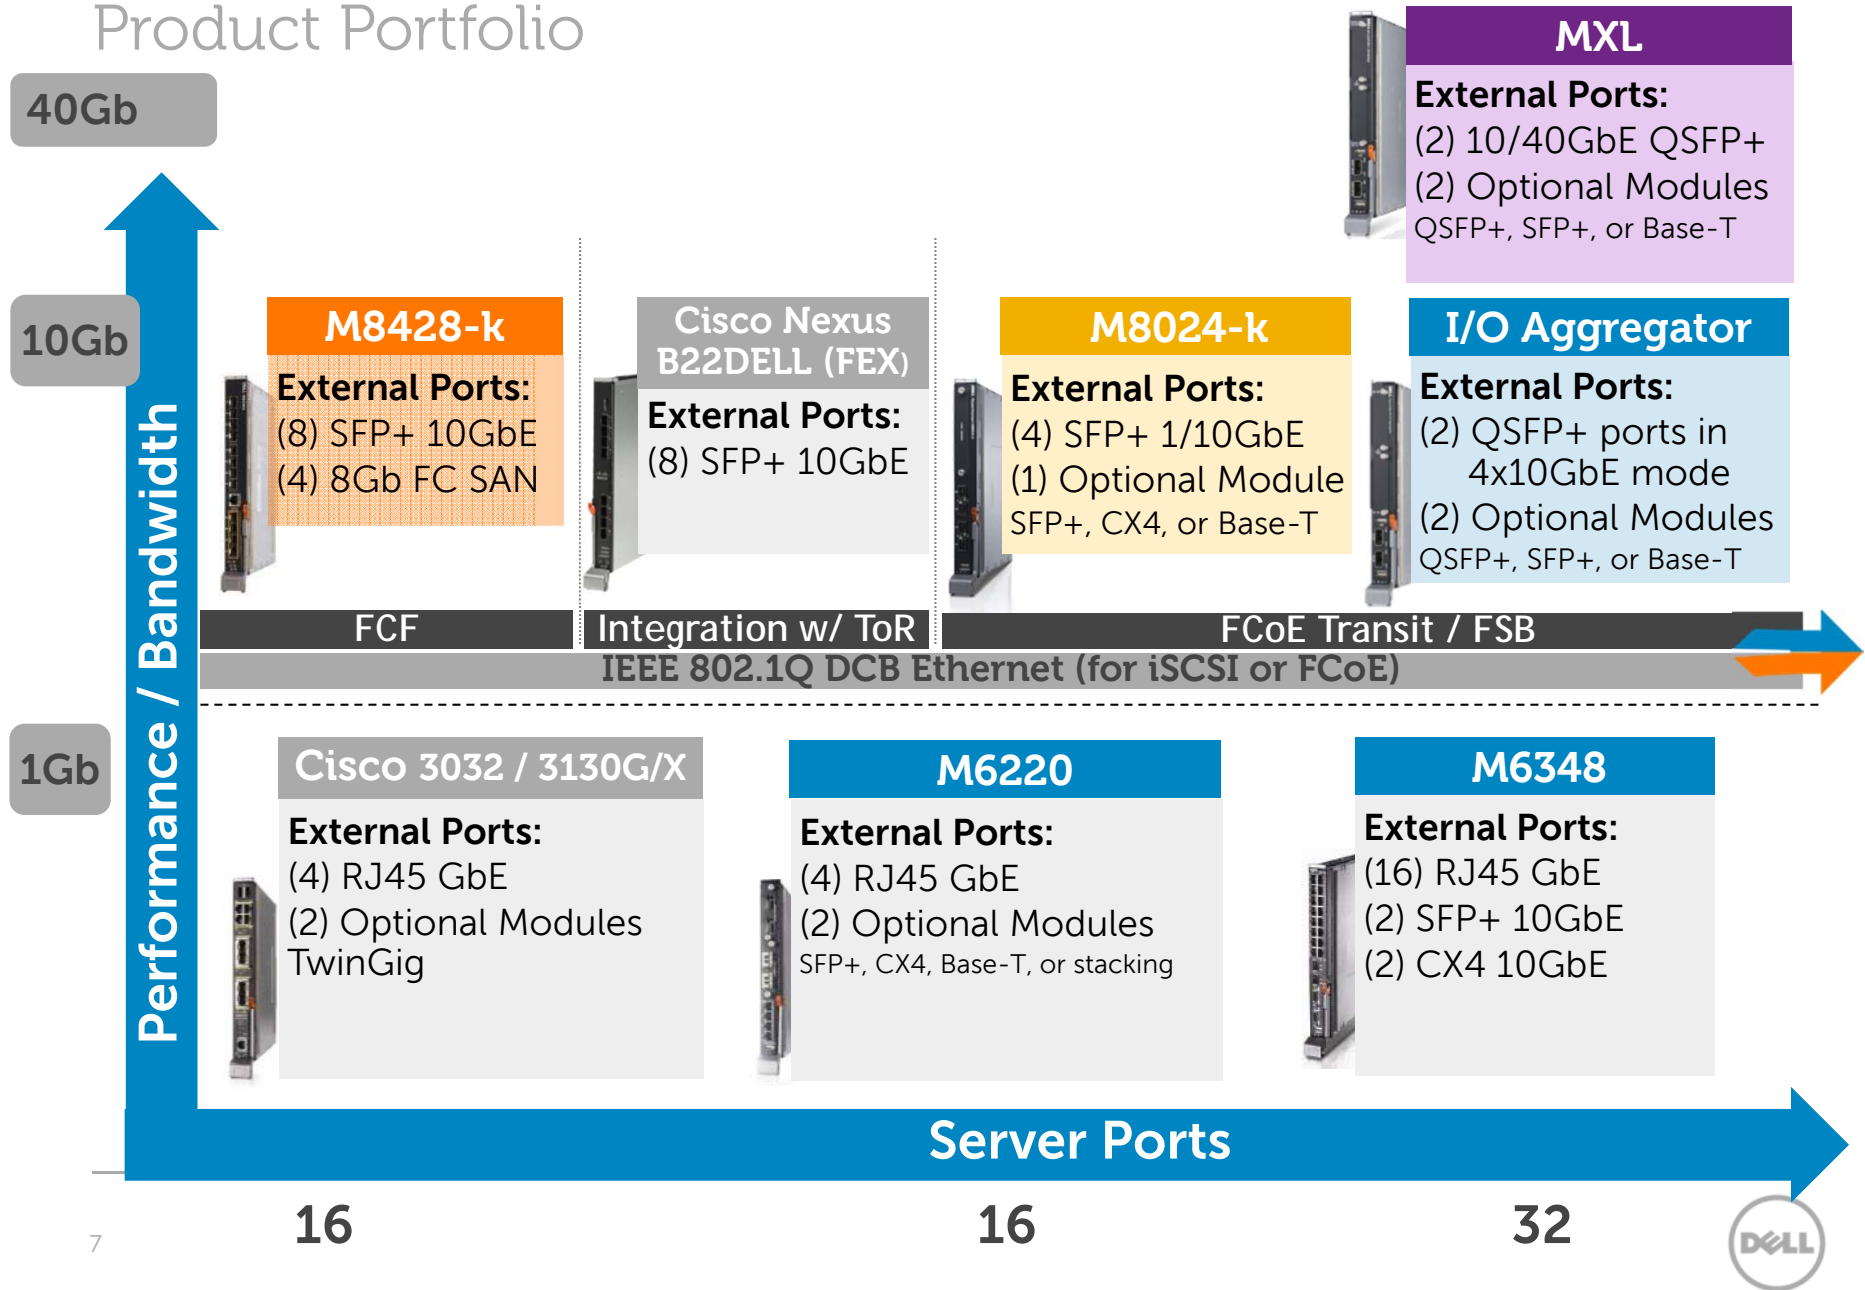 Product Portfolio
MXL
External Ports:
(2) 10/40GbE QSFP+
(2) Optional Modules
QSFP+, SFP+, or Base-T
40Gb
10Gb
M8428-k
External Ports:
(8) SFP+ 10GbE
(4) 8Gb FC SAN
Cisco Nexus
B22DELL (FEX)
External Ports:
(8) SFP+ 10GbE
M8024-k
External Ports:
(4) SFP+ 1/10GbE
(1) Optional Module
SFP+, CX4, or Base-T
I/O Aggregator
External Ports:
(2) QSFP+ ports in
4x10GbE mode
(2) Optional Modules
QSFP+, SFP+, or Base-T
Performance / Bandwidth
FCF
Integration w/ ToR
FCoE Transit / FSB
IEEE 802.1Q DCB Ethernet (for iSCSI or FCoE)
1Gb
Cisco 3032 / 3130G/X
External Ports:
(4) RJ45 GbE
(2) Optional Modules
TwinGig
M6220
External Ports:
(4) RJ45 GbE
(2) Optional Modules
SFP+, CX4, Base-T, or stacking
M6348
External Ports:
(16) RJ45 GbE
(2) SFP+ 10GbE
(2) CX4 10GbE
Server Ports
16
16
32
7
DELL